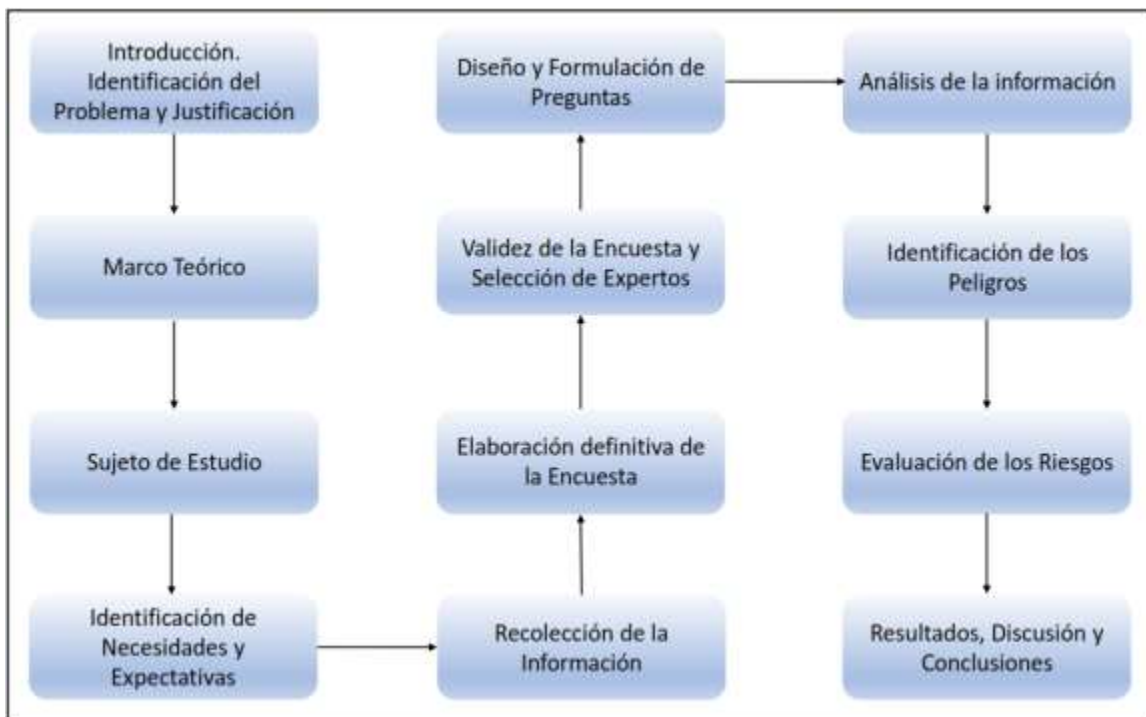 Introducción.
Identificación del
Problema y Justificación
Marco Teórico
Sujeto de Estudio
Identificación de
Necesidades y
Expectativas
Recolección de la
Información
Elaboración definitiva de
la Encuesta
Validez de la Encuesta y
Selección de Expertos
Diseño y Formulación de
Preguntas
Análisis de la información
Identificación de los
Peligros
Evaluación de los Riesgos
Resultados, Discusión y
Conclusiones